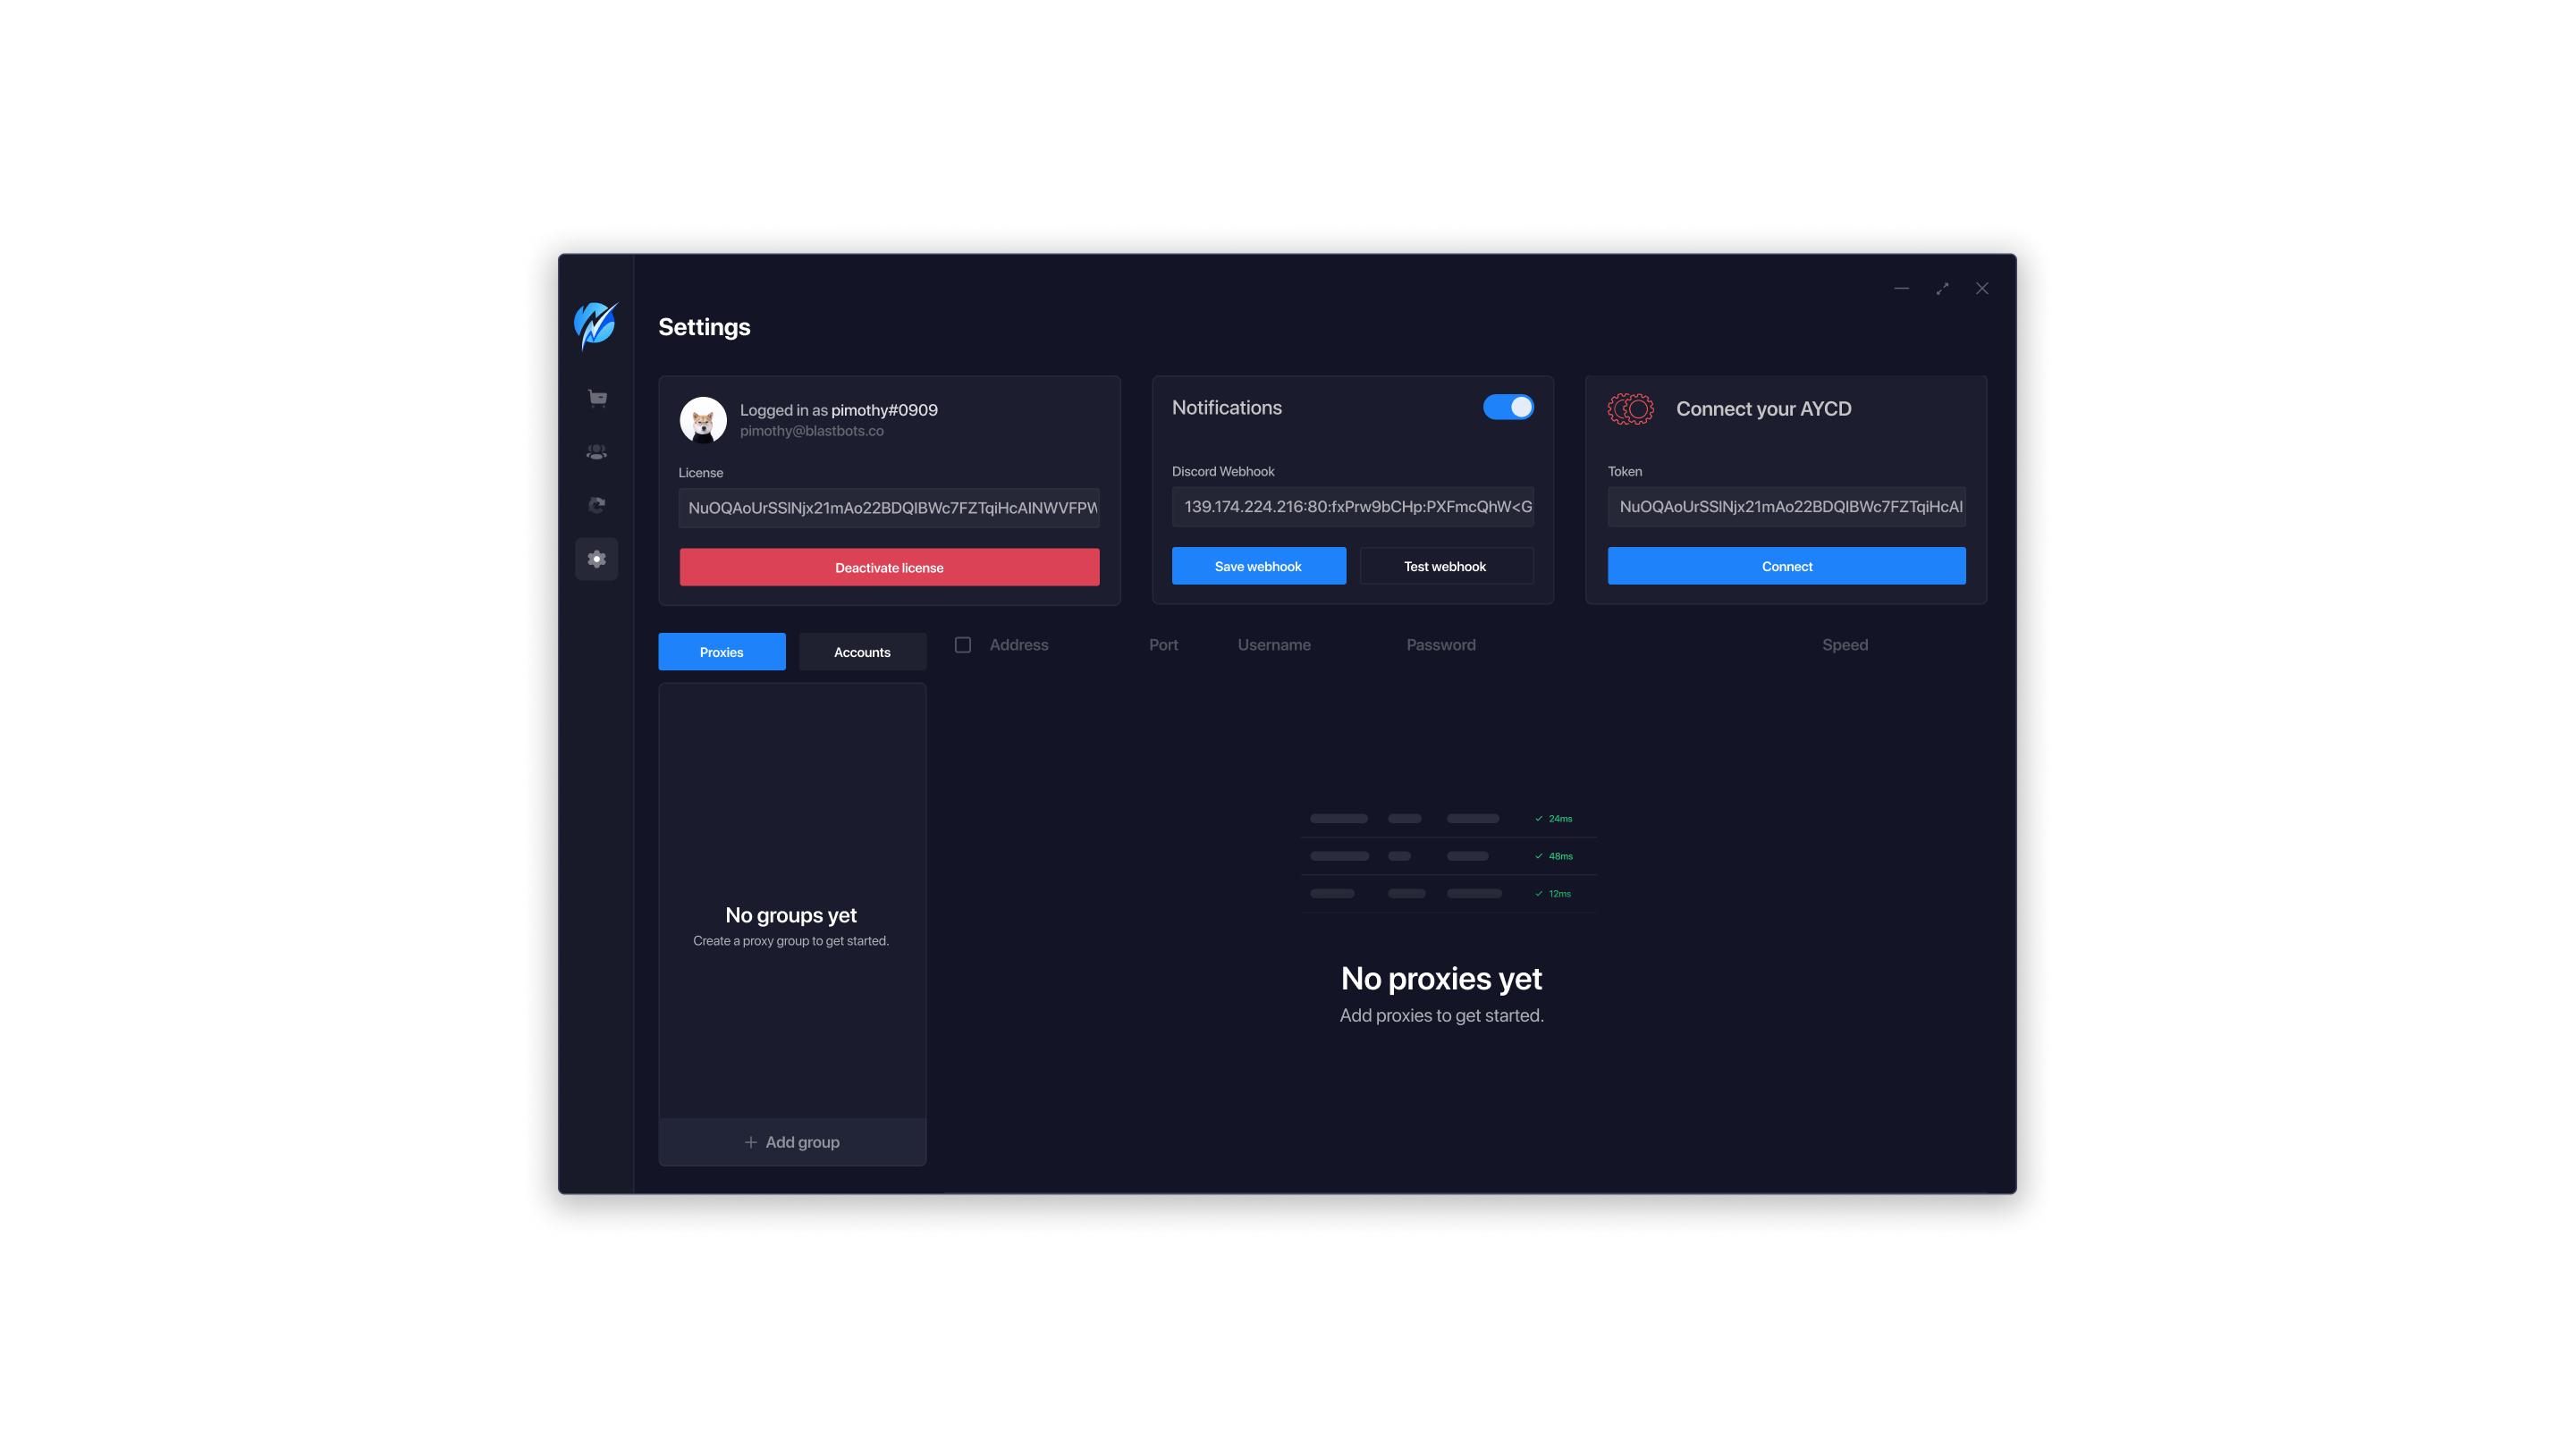 Settings
Logged in as pimothy#0909
pimothy@blastbots.co
License
NuOQAoUrSSlNjx21mAo22BDQIBWc7FZTqiHcAINWVFPW
Deactivate license
Notifications
Discord Webhook
139.174.224.216:80:fxPrw9bCHp:PXFmcQhW<G
Save webhook
Test webhook
Connect your AYCD
Token
NuOQAoUrSSlNjx21mAo22BDQIBWc7FZTqiHcAI
Connect
Proxies
Accounts
Address Port Username Password Speed
24ms
48ms
12ms
No groups yet
Create a proxy group to get started.
No proxies yet
Add proxies to get started.
Add group